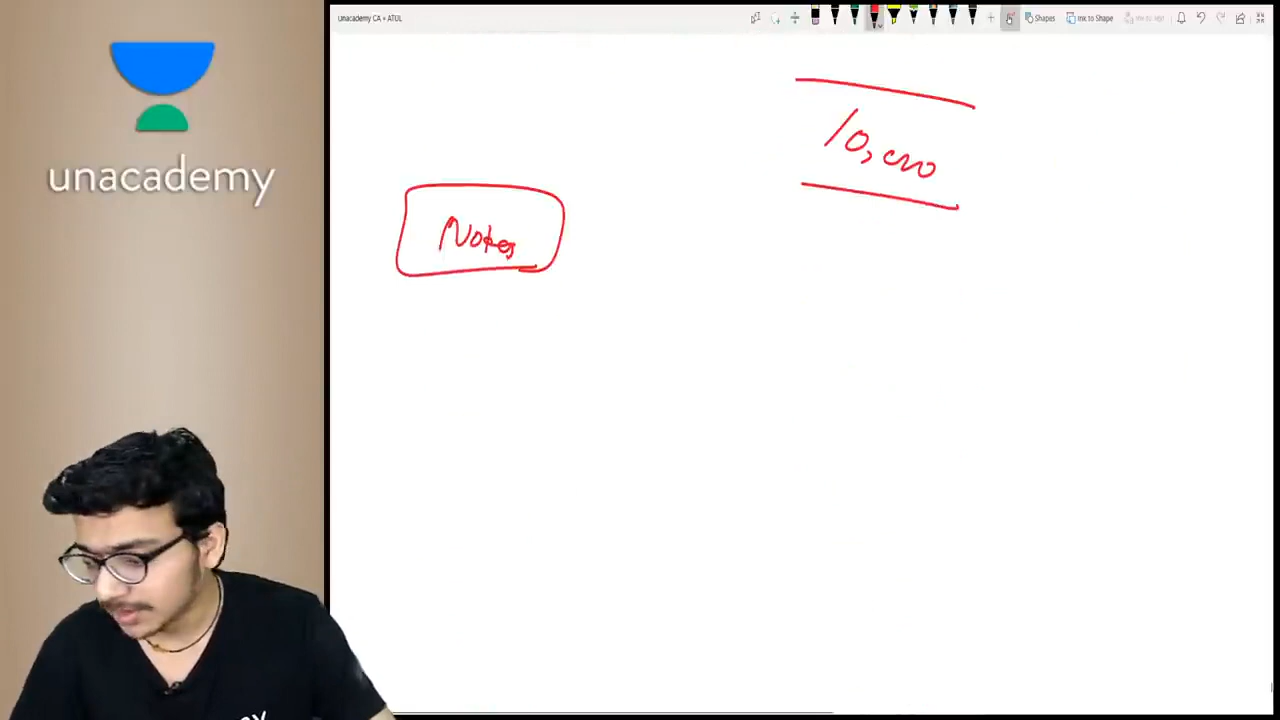 unacademy
Unacademy CA - ATUL
Shapes
Ink to Shape
10,000
Notes